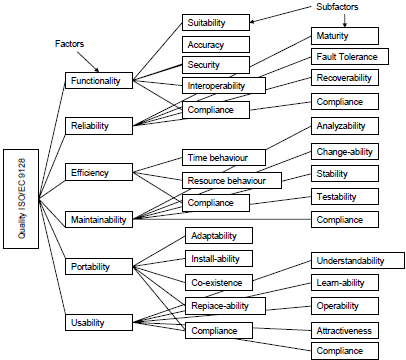 Subfactors
Factors
Quality ISO/IEC 9128
Functionality
Reliability
Efficiency
Maintainability
Portability
Usability
Suitability
Accuracy
Security
Interoperability
Compliance
Time behaviour
Resource behaviour
Compliance
Adaptability
Install-ability
Co-existence
Replace-ability
Compliance
Maturity
Fault Tolerance
Recoverability
Compliance
Analyzability
Change-ability
Stability
Testability
Compliance
Understandability
Learn-ability
Operability
Attractiveness
Compliance